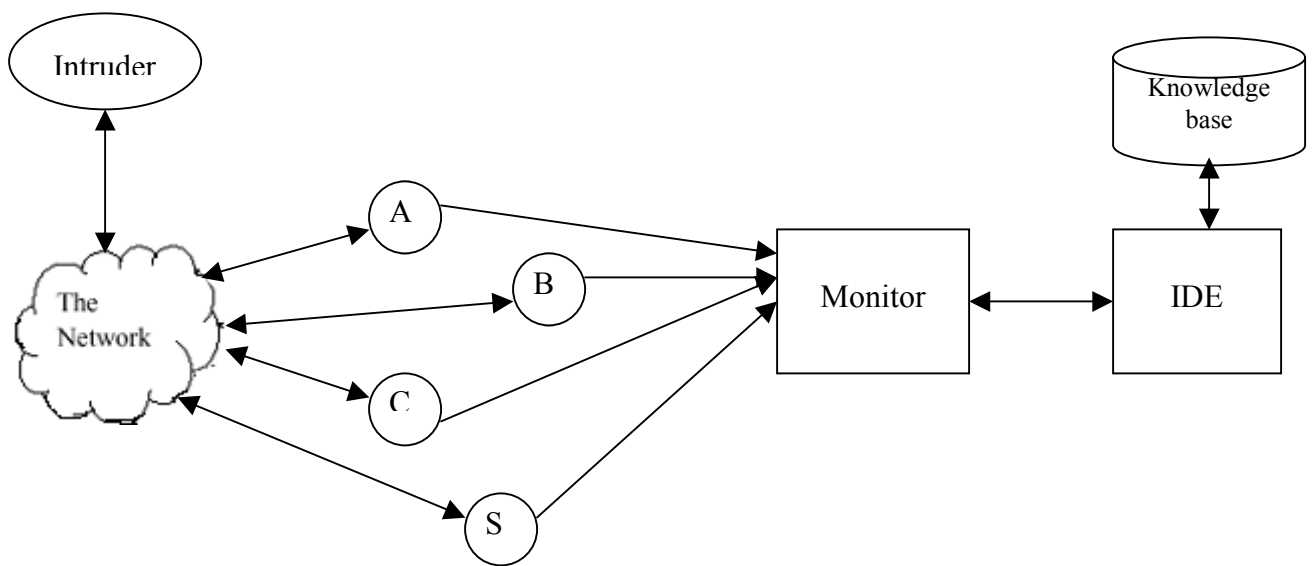 Intruder
Knowledge
base
A
B
The
Network
Monitor
IDE
C
S